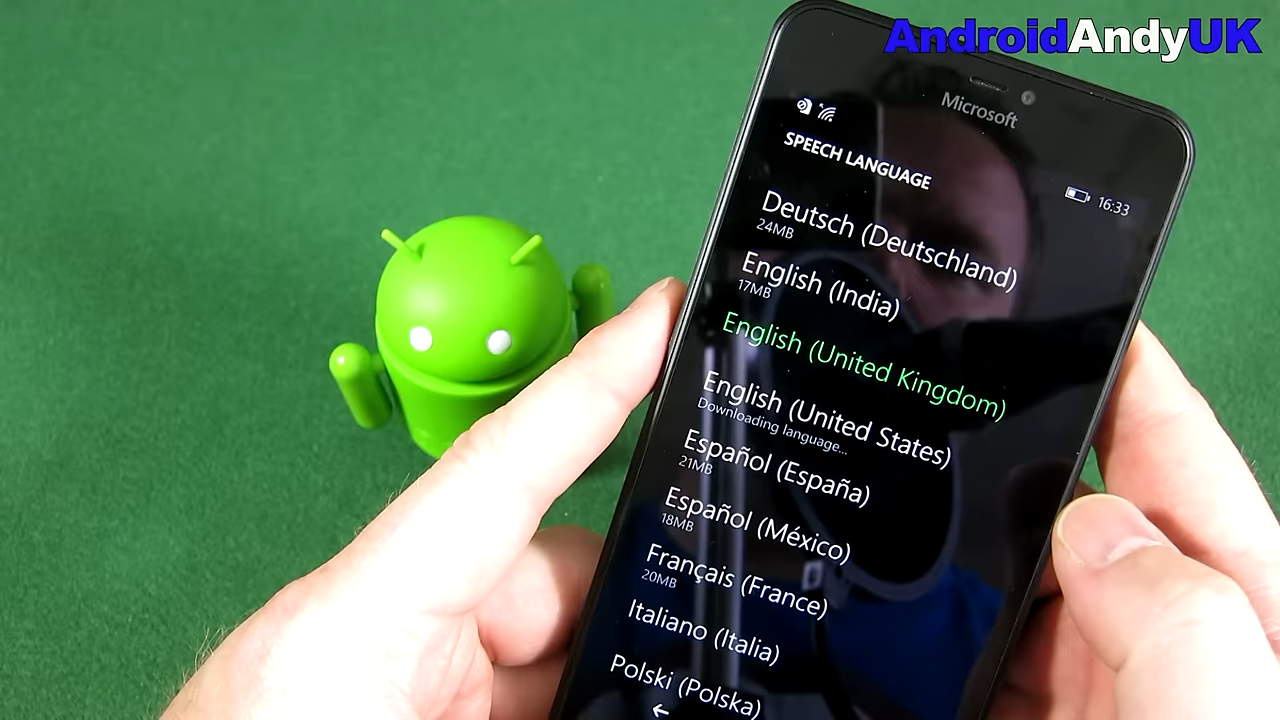 AndroidAndyUK
Microsoft
16:33
SPEECH LANGUAGE
Deutsch (Deutschland)
24MB
English (India)
17MB
English (United Kingdom)
English (United States)
Downloading language...
Español (España)
21MB
Español (México)
18MB
Français (France)
20MB
Italiano (Italia)
Polski (Polska)